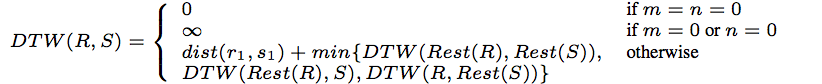 0 if m = n = 0
∞ if m = 0 or n = 0
DTW(R, S) = { dist(r₁, s₁) + min{DTW(Rest(R), Rest(S)), otherwise
DTW(Rest(R), S), DTW(R, Rest(S))}